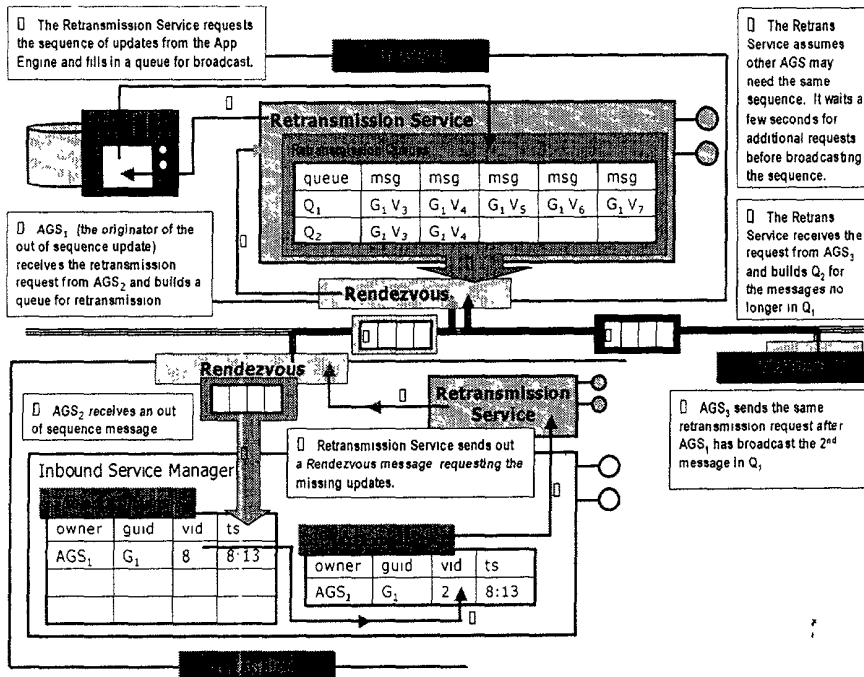 The Retransmission Service requests
the sequence of updates from the App
Engine and fills in a queue for broadcast.
The Retrans
Service assumes
other AGS may
need the same
sequence. It waits a
few seconds for
additional requests
before broadcasting
the sequence.
Retransmission Service
Retransmission Queues
queue msg msg msg msg msg
Q₁ G₁ V₃ G₁ V₄ G₁ V₅ G₁ V₆ G₁ V₇
Q₂ G₁ V₃ G₁ V₄
AGS₁ (the originator of the
out of sequence update)
receives the retransmission
request from AGS₂ and builds a
queue for retransmission
The Retrans
Service receives the
request from AGS₃
and builds Q₂ for
the messages no
longer in Q₁
Rendezvous
Rendezvous
Retransmission
Service
AGS₂ receives an out
of sequence message
Retransmission Service sends out
a Rendezvous message requesting the
missing updates.
AGS₃ sends the same
retransmission request after
AGS₁ has broadcast the 2nd
message in Q₁
Inbound Service Manager
owner guid vid ts
AGS₁ G₁ 8 8:13
owner guid vid ts
AGS₁ G₁ 2 8:13